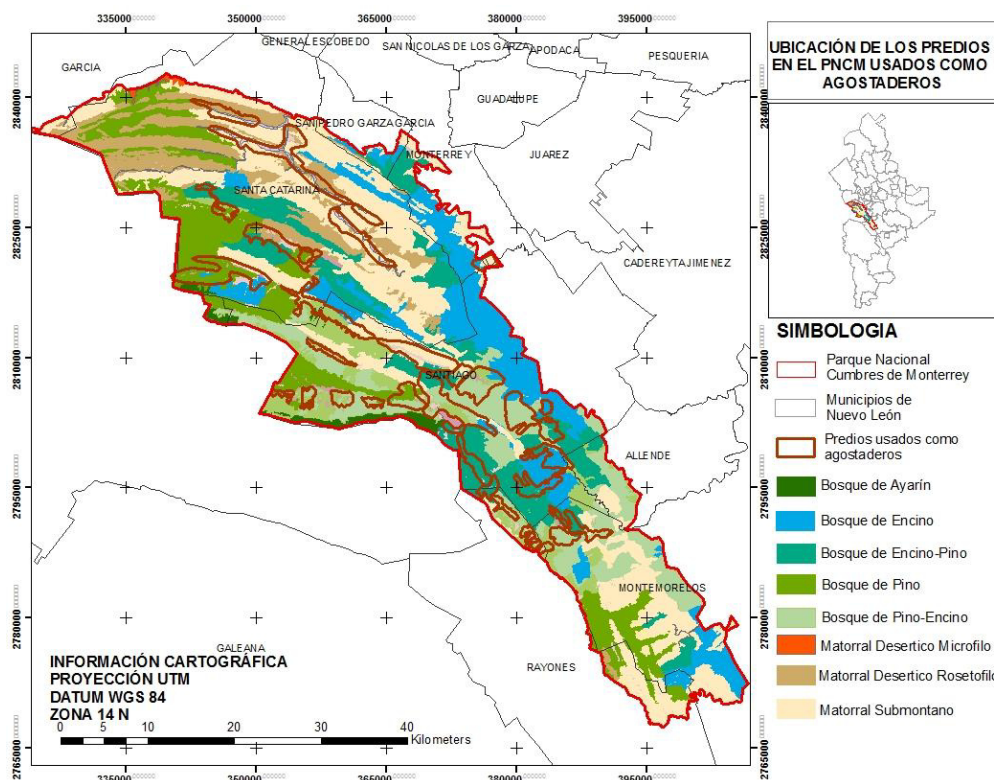 335000
350000
365000
380000
395000
UBICACIÓN DE LOS PREDIOS
EN EL PNCM USADOS COMO
AGOSTADEROS
GENERAL ESCOBEDO
SAN NICOLAS DE LOS GARZA
APODACA
PESQUERIA
GARCIA
GUADALUPE
SAN PEDRO GARZA GARCIA
MONTERREY
JUAREZ
SANTA CATARINA
CADEREYTA JIMENEZ
SANTIAGO
ALLENDE
MONTEMORELOS
GALEANA
RAYONES
2840000
2825000
2810000
2795000
2780000
2765000
2840000
2825000
2810000
2795000
2780000
2765000
SIMBOLOGIA
Parque Nacional
Cumbres de Monterrey
Municipios de
Nuevo León
Predios usados como
agostaderos
Bosque de Ayarín
Bosque de Encino
Bosque de Encino-Pino
Bosque de Pino
Bosque de Pino-Encino
Matorral Desertico Microfilo
Matorral Desertico Rosetofilo
Matorral Submontano
INFORMACIÓN CARTOGRÁFICA
PROYECCIÓN UTM
DATUM WGS 84
ZONA 14 N
0 5 10 20 30 40
Kilometers
335000
350000
365000
380000
395000